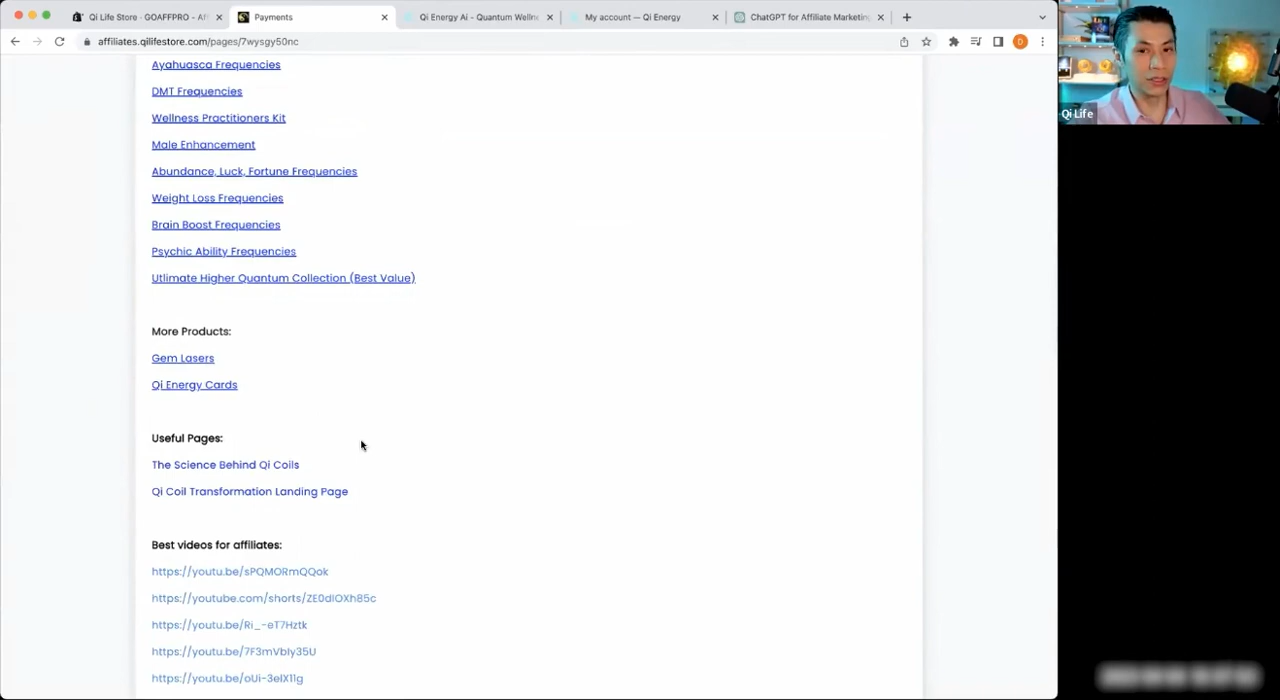 Qi Life Store - GOAFFPRO - Af
Payments
Qi Energy Ai - Quantum Welln
My account — Qi Energy
ChatGPT for Affiliate Marketin
affiliates.qilifestore.com/pages/7wysgy50nc
D
Qi Life
Ayahuasca Frequencies
DMT Frequencies
Wellness Practitioners Kit
Male Enhancement
Abundance, Luck, Fortune Frequencies
Weight Loss Frequencies
Brain Boost Frequencies
Psychic Ability Frequencies
Utlimate Higher Quantum Collection (Best Value)
More Products:
Gem Lasers
Qi Energy Cards
Useful Pages:
The Science Behind Qi Coils
Qi Coil Transformation Landing Page
Best videos for affiliates:
https://youtu.be/sPQMORmQQok
https://youtube.com/shorts/ZE0dIOXh85c
https://youtu.be/Ri_-eT7Hztk
https://youtu.be/7F3mVbIy35U
https://youtu.be/oUi-3elX11g